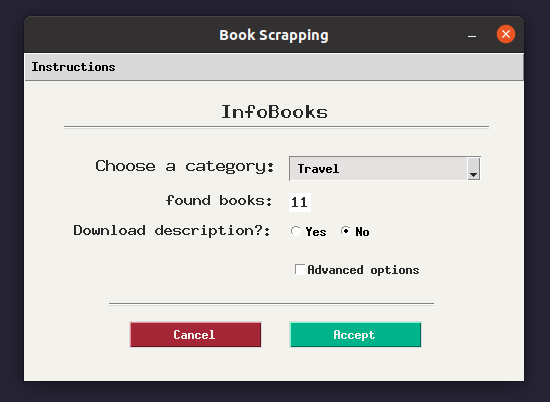 Book Scrapping
Instructions
InfoBooks
Choose a category: Travel
found books: 11
Download description?: Yes No
Advanced options
Cancel Accept